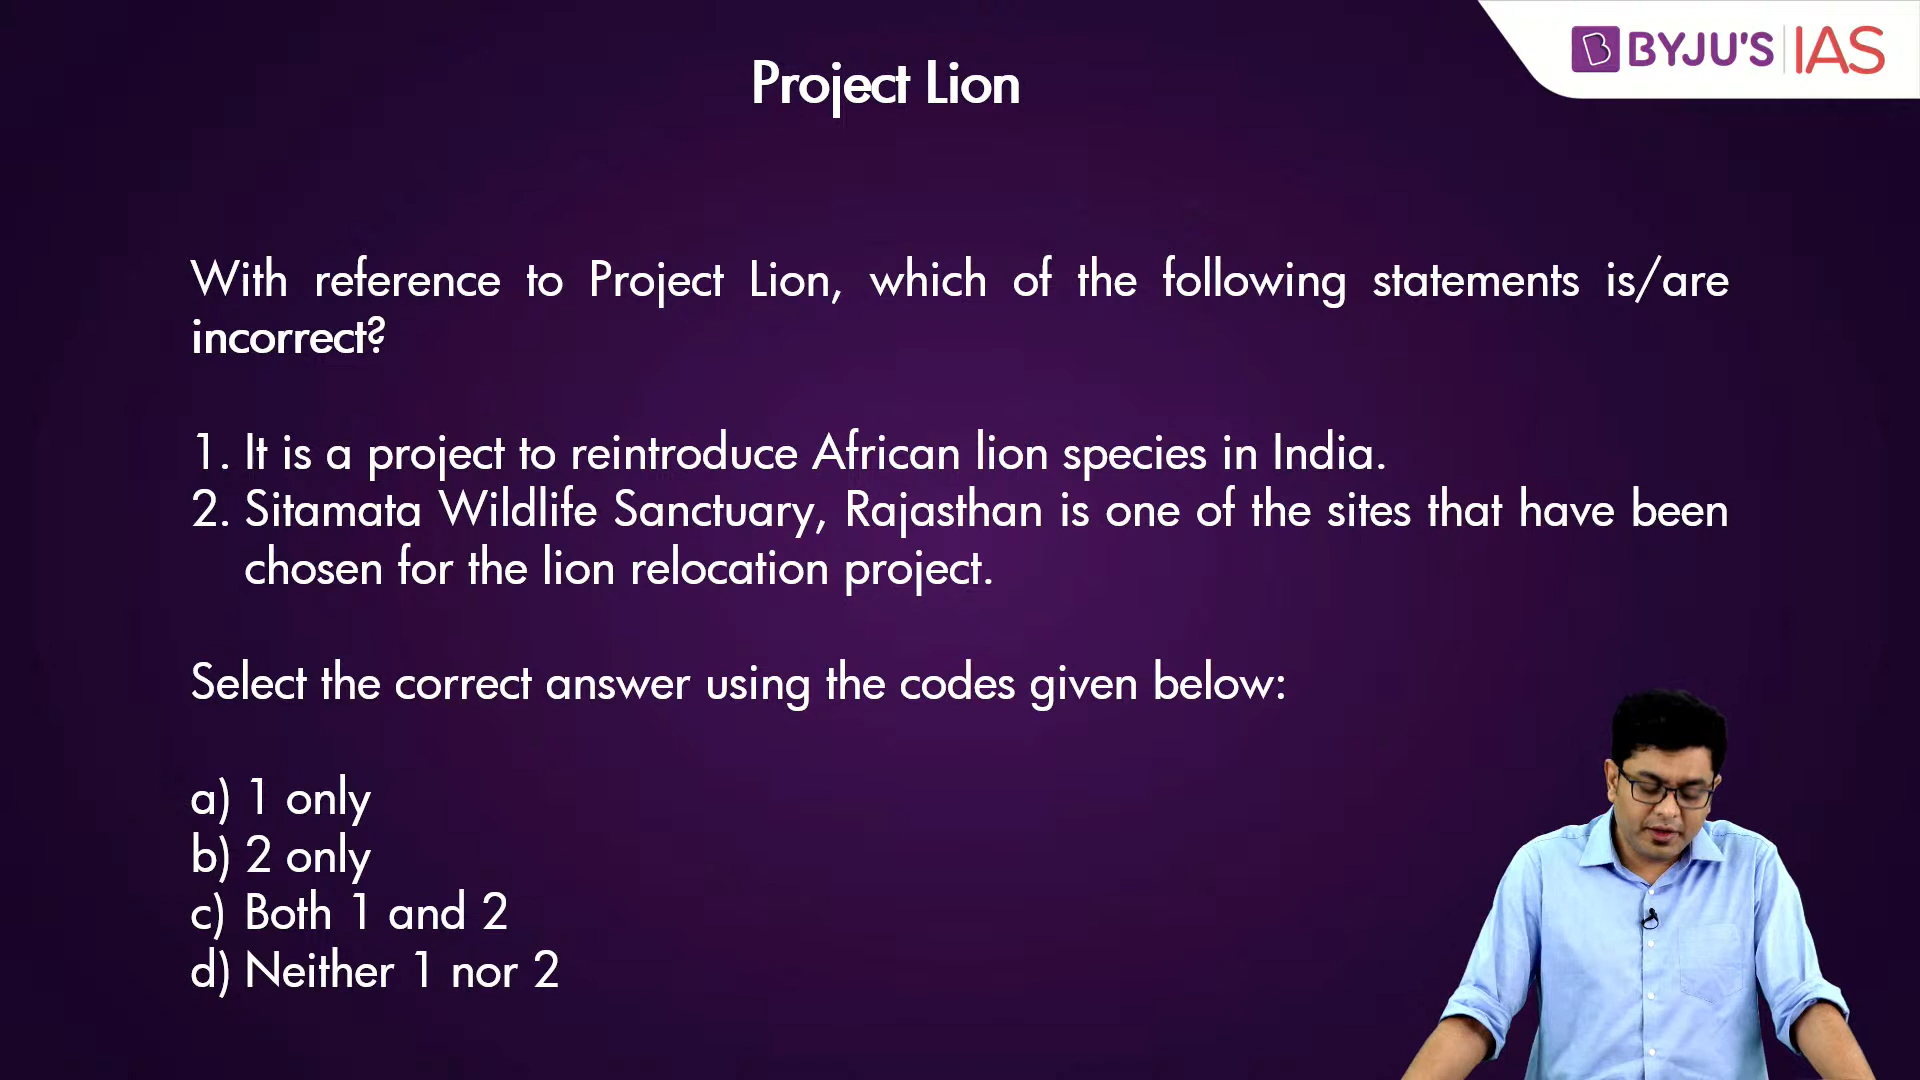 BYJU'S IAS
Project Lion
With reference to Project Lion, which of the following statements is/are
incorrect?
1. It is a project to reintroduce African lion species in India.
2. Sitamata Wildlife Sanctuary, Rajasthan is one of the sites that have been
chosen for the lion relocation project.
Select the correct answer using the codes given below:
a) 1 only
b) 2 only
c) Both 1 and 2
d) Neither 1 nor 2